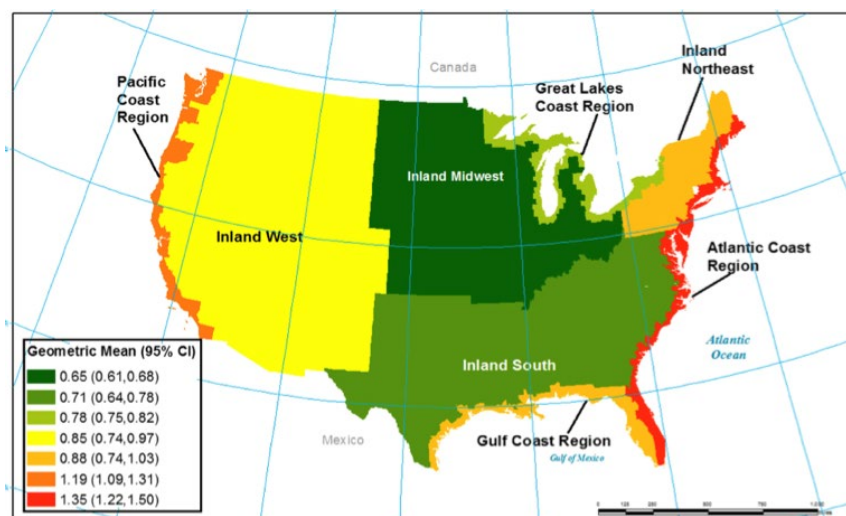 Canada
Inland
Northeast
Pacific
Coast
Region
Great Lakes
Coast Region
Inland Midwest
Inland West
Atlantic Coast
Region
Atlantic
Ocean
Geometric Mean (95% CI)
0.65 (0.61,0.68)
0.71 (0.64,0.78)
0.78 (0.75,0.82)
0.85 (0.74,0.97)
0.88 (0.74,1.03)
1.19 (1.09,1.31)
1.35 (1.22,1.50)
Inland South
Mexico
Gulf Coast Region
Gulf of Mexico